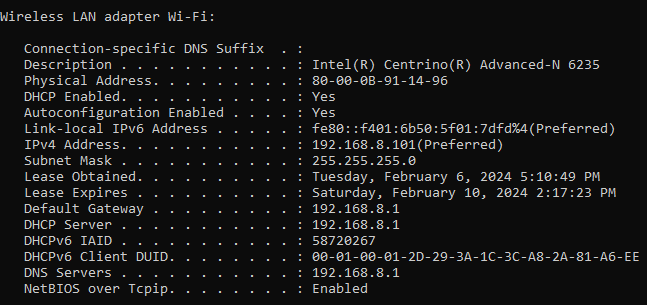 Wireless LAN adapter Wi-Fi:
Connection-specific DNS Suffix  . :
Description . . . . . . . . . . . : Intel(R) Centrino(R) Advanced-N 6235
Physical Address. . . . . . . . . : 80-00-0B-91-14-96
DHCP Enabled. . . . . . . . . . . : Yes
Autoconfiguration Enabled . . . . : Yes
Link-local IPv6 Address . . . . . : fe80::f401:6b50:5f01:7dfd%4(Preferred)
IPv4 Address. . . . . . . . . . . : 192.168.8.101(Preferred)
Subnet Mask . . . . . . . . . . . : 255.255.255.0
Lease Obtained. . . . . . . . . . : Tuesday, February 6, 2024 5:10:49 PM
Lease Expires . . . . . . . . . . : Saturday, February 10, 2024 2:17:23 PM
Default Gateway . . . . . . . . . : 192.168.8.1
DHCP Server . . . . . . . . . . . : 192.168.8.1
DHCPv6 IAID . . . . . . . . . . . : 58720267
DHCPv6 Client DUID. . . . . . . . : 00-01-00-01-2D-29-3A-1C-3C-A8-2A-81-A6-EE
DNS Servers . . . . . . . . . . . : 192.168.8.1
NetBIOS over Tcpip. . . . . . . . : Enabled